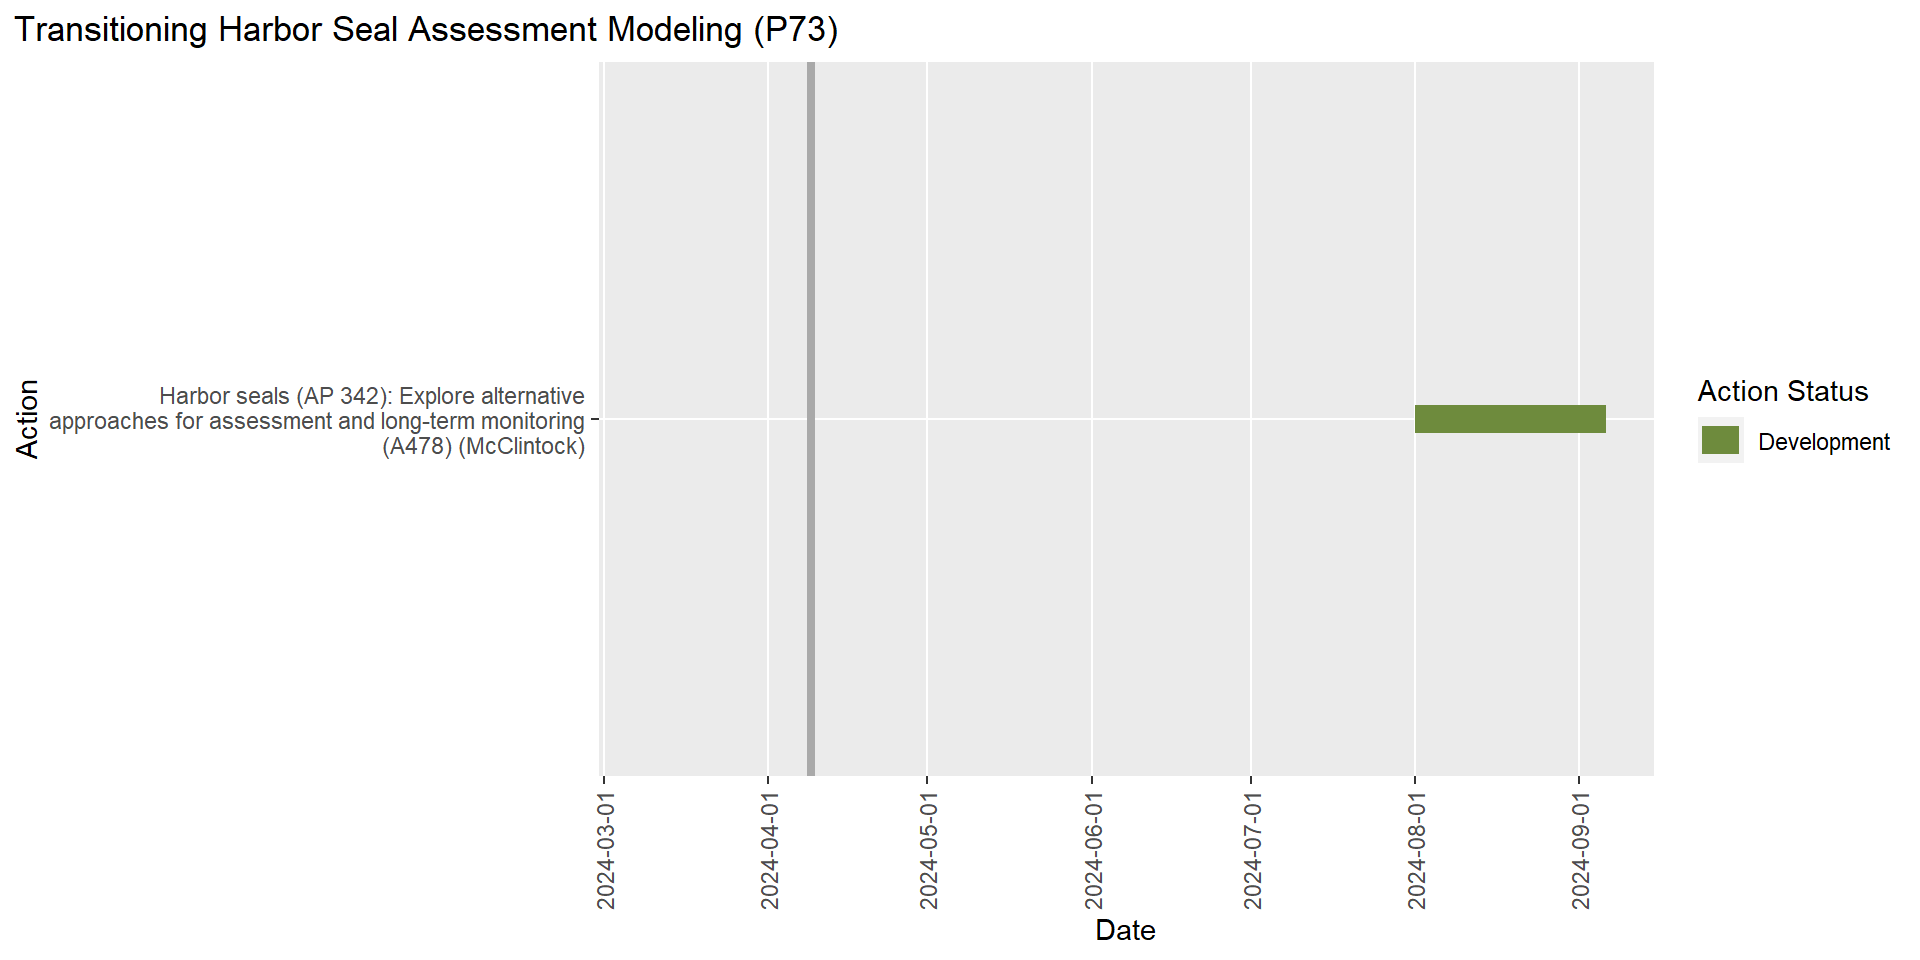 Transitioning Harbor Seal Assessment Modeling (P73)
Action
Harbor seals (AP 342): Explore alternative
approaches for assessment and long-term monitoring
(A478) (McClintock)
Action Status
Development
2024-03-01
2024-04-01
2024-05-01
2024-06-01
2024-07-01
2024-08-01
2024-09-01
Date